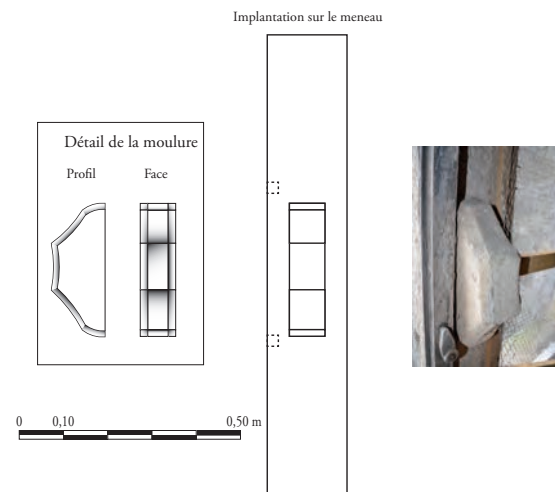 Implantation sur le meneau
Détail de la moulure
Profil Face
0 0,10 0,50 m